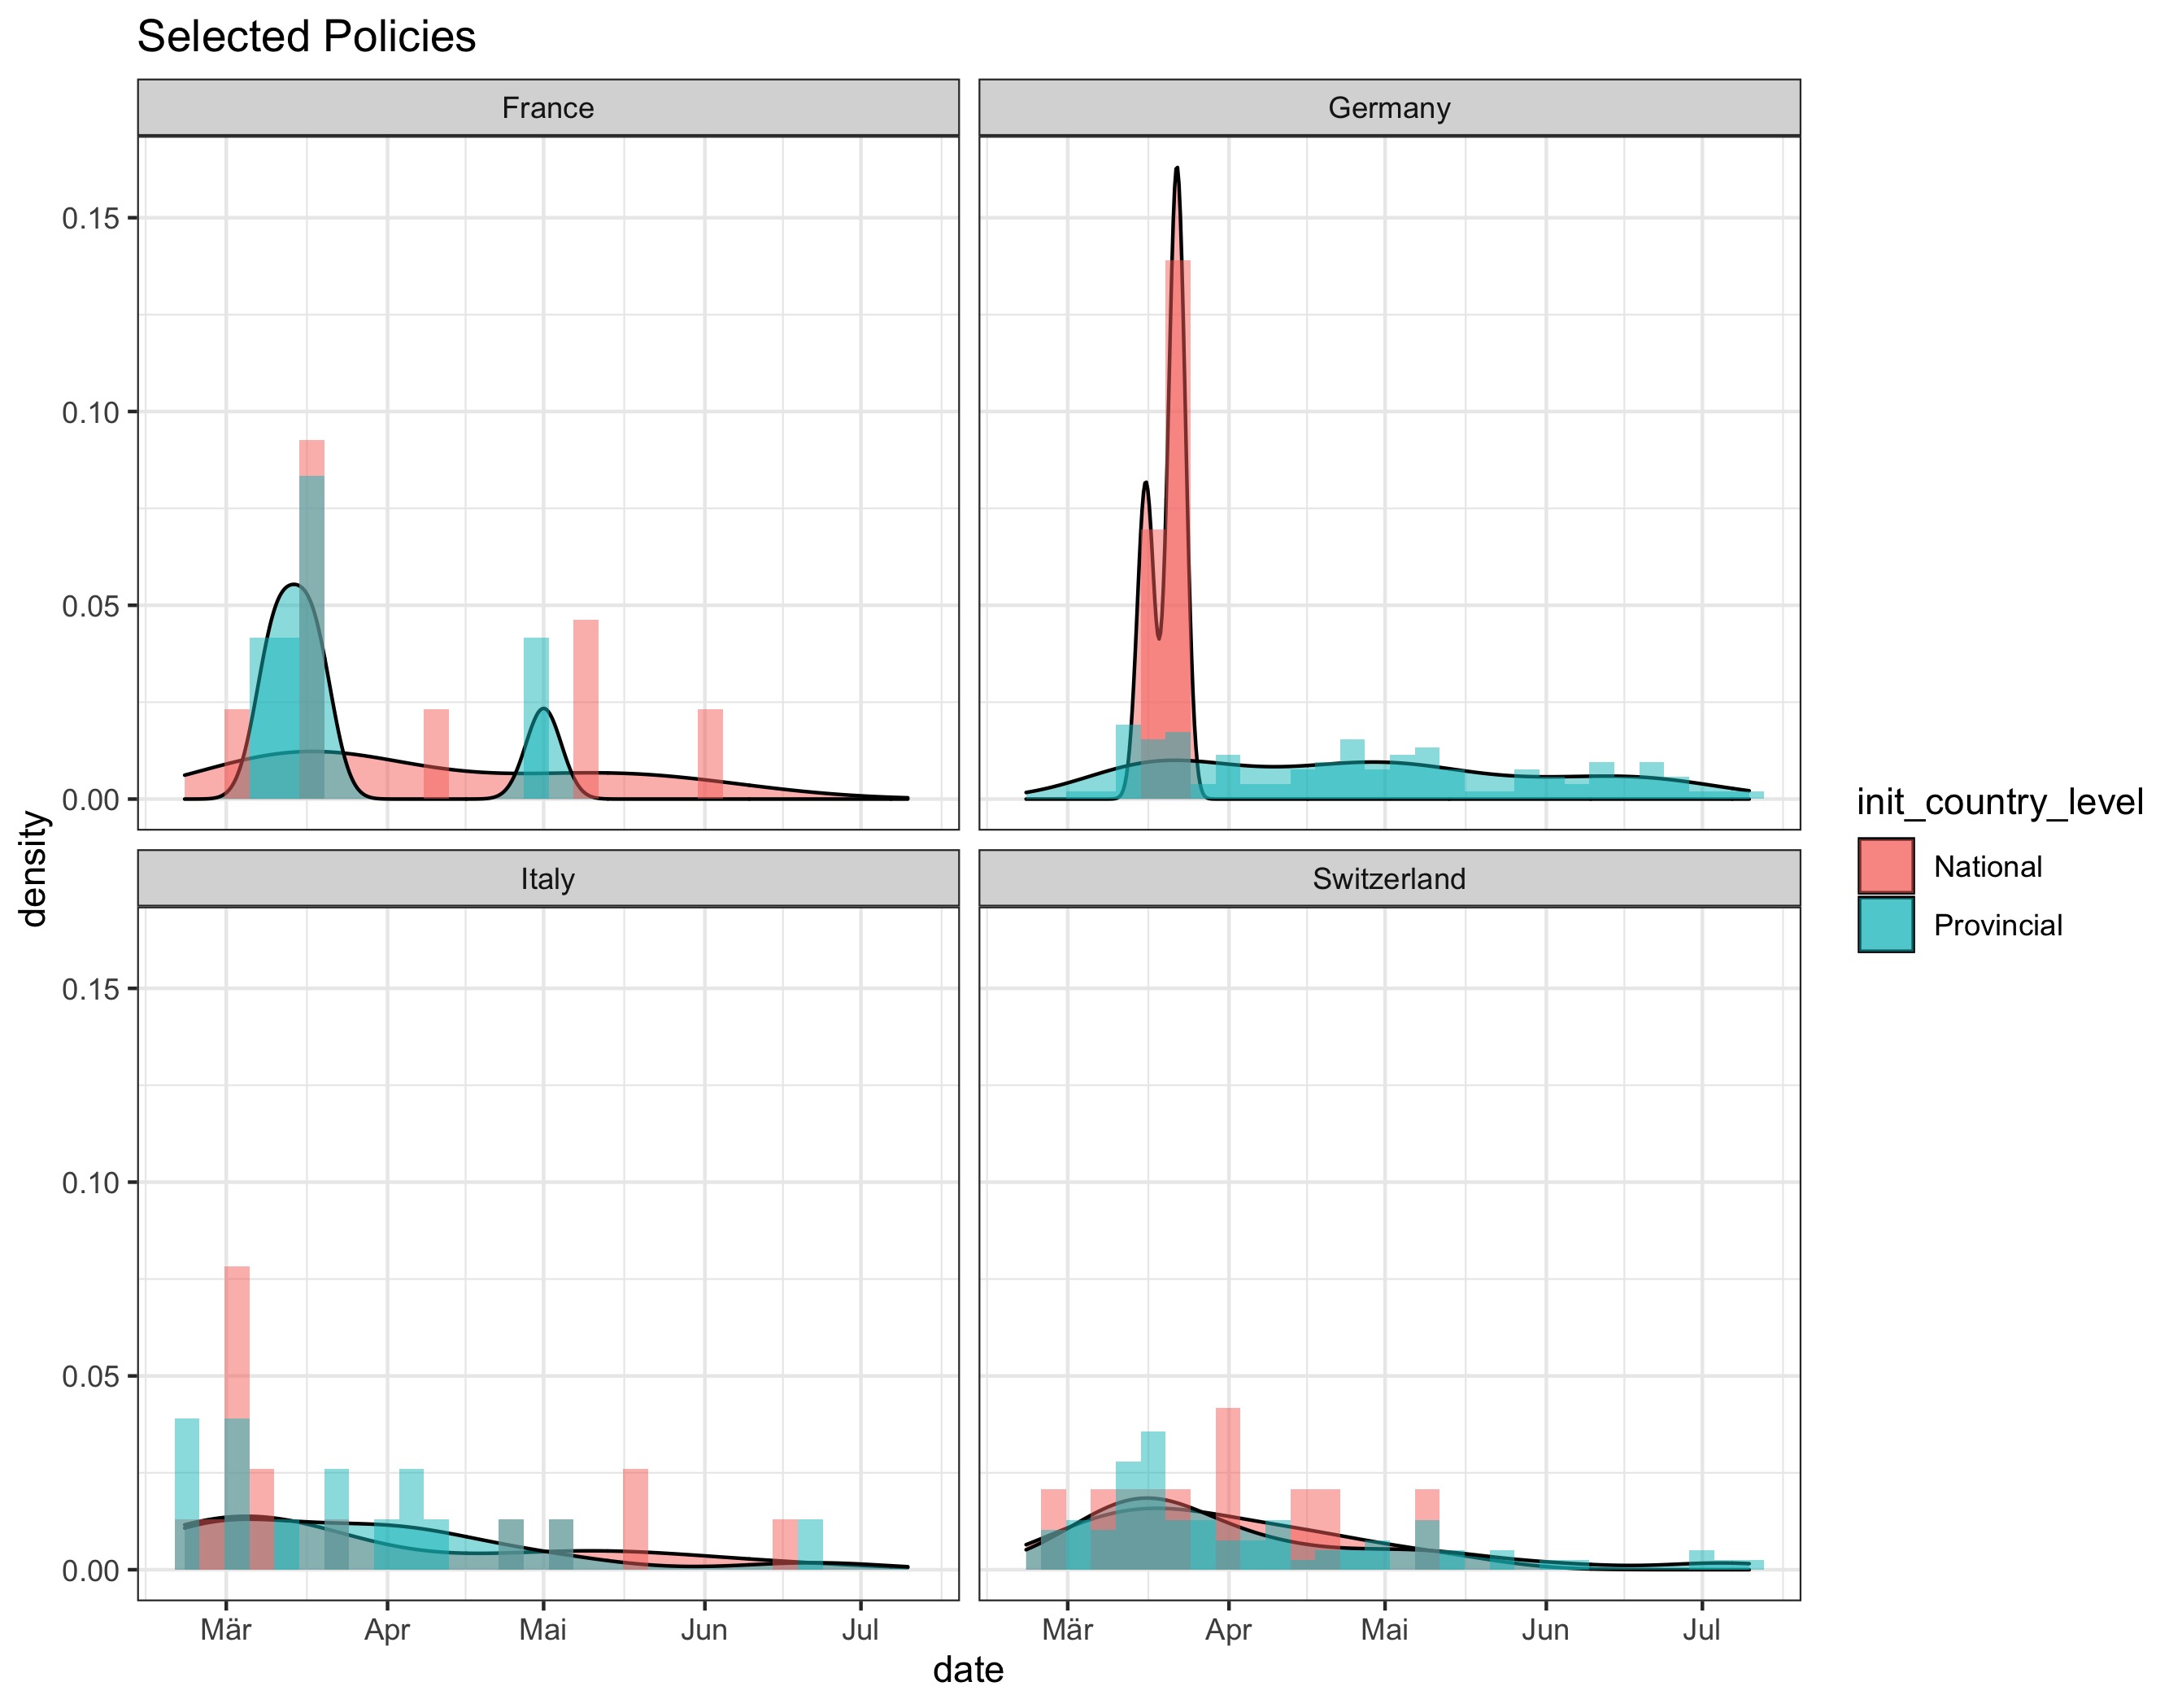 Selected Policies
France
Germany
0.15
0.10
0.05
0.00
Italy
Switzerland
0.15
0.10
0.05
0.00
Mär Apr Mai Jun Jul
Mär Apr Mai Jun Jul
date
density
init_country_level
National
Provincial